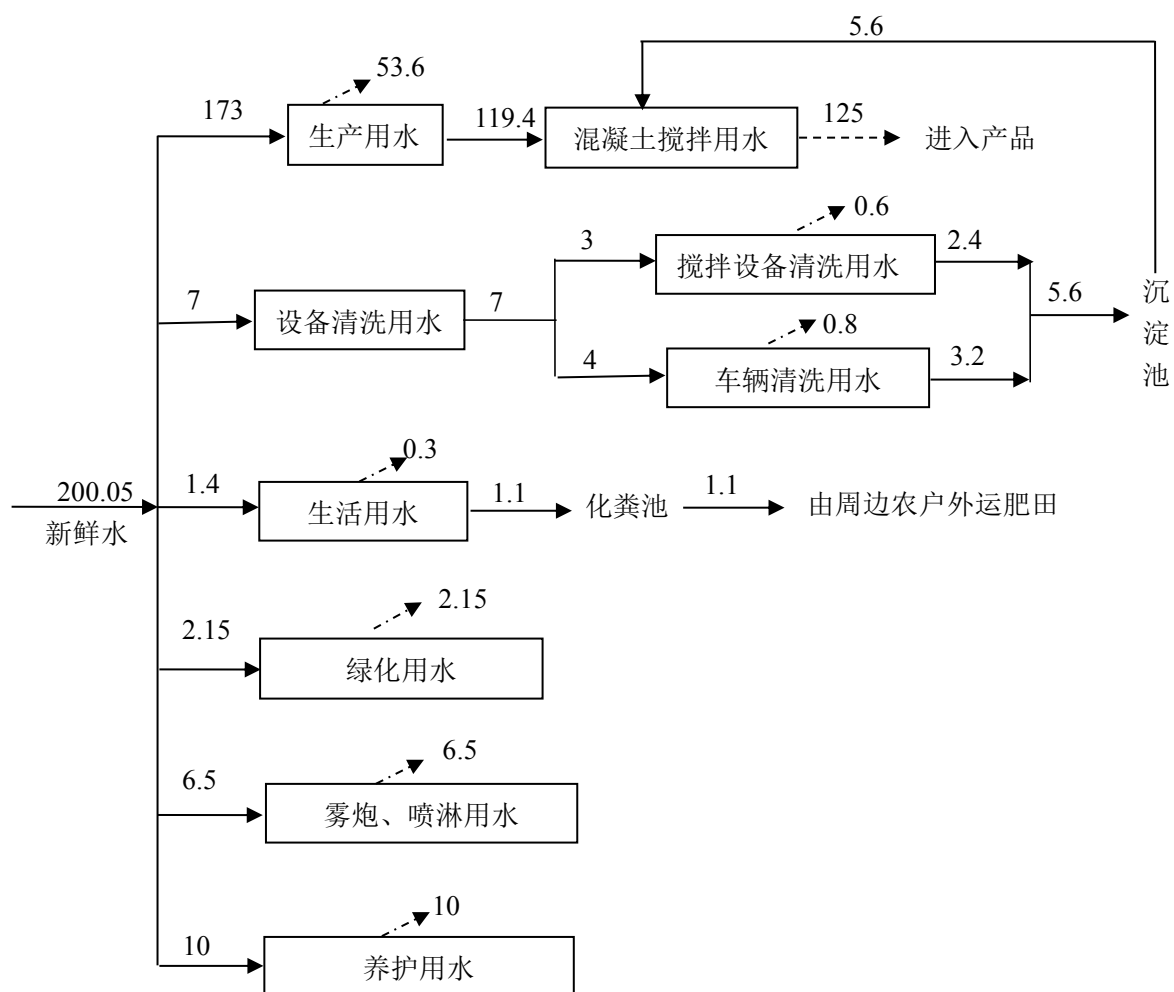 5.6
53.6
173
生产用水
119.4
混凝土搅拌用水
125
进入产品
0.6
3
搅拌设备清洗用水
2.4
7
设备清洗用水
7
5.6
沉淀池
0.8
4
车辆清洗用水
3.2
0.3
200.05
新鲜水
1.4
生活用水
1.1
化粪池
1.1
由周边农户外运肥田
2.15
2.15
绿化用水
6.5
6.5
雾炮、喷淋用水
10
10
养护用水